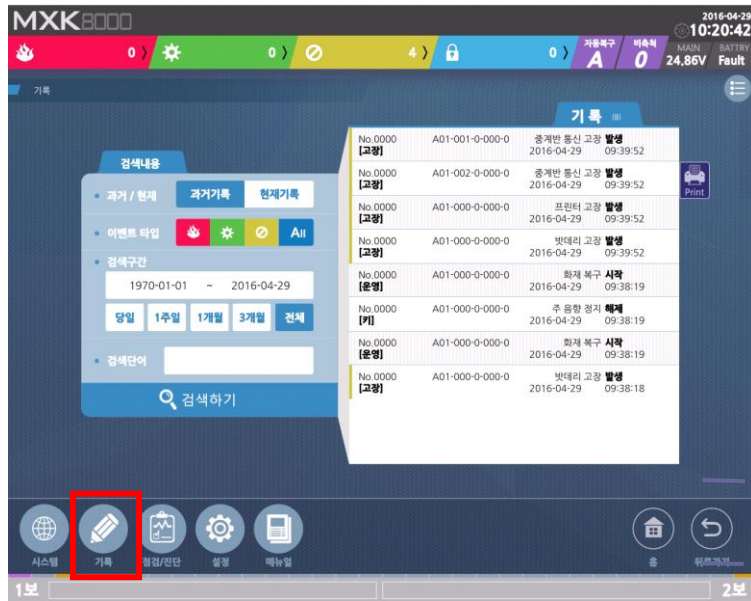 MXK8000
2016-04-29
10:20:42
0 〉 0 〉 4 〉 0 〉 자동복구 A 비축적 0 MAIN 24.86V BATTRY Fault
기록
기 록
검색내용
과거 / 현재 과거기록 현재기록
이벤트 타입 All
검색구간
1970-01-01 ~ 2016-04-29
당일 1주일 1개월 3개월 전체
검색단어
검색하기
No.0000 A01-001-0-000-0 중계반 통신 고장 발생
[고장] 2016-04-29 09:39:52
No.0000 A01-002-0-000-0 중계반 통신 고장 발생
[고장] 2016-04-29 09:39:52
No.0000 A01-000-0-000-0 프린터 고장 발생
[고장] 2016-04-29 09:39:52
No.0000 A01-000-0-000-0 밧데리 고장 발생
[고장] 2016-04-29 09:39:52
No.0000 A01-000-0-000-0 화재 복구 시작
[운영] 2016-04-29 09:38:19
No.0000 A01-000-0-000-0 주 음향 정지 해제
[키] 2016-04-29 09:38:19
No.0000 A01-000-0-000-0 화재 복구 시작
[운영] 2016-04-29 09:38:19
No.0000 A01-000-0-000-0 밧데리 고장 발생
[고장] 2016-04-29 09:38:18
Print
시스템 기록 점검/진단 설정 메뉴얼 홈
1보 2보